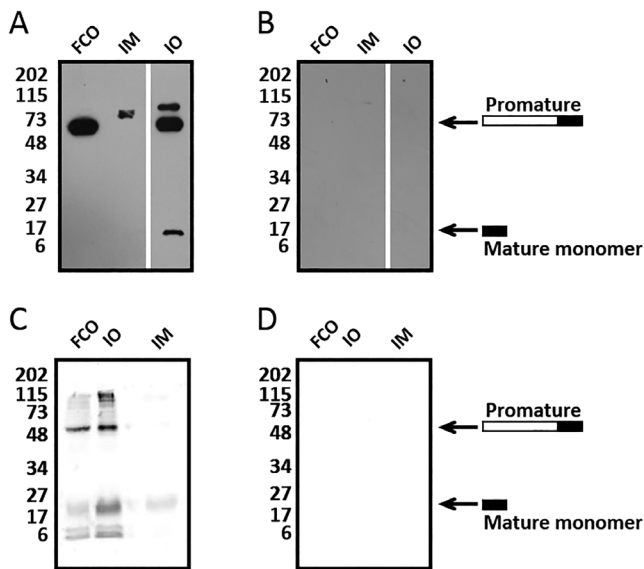 A
FCO IM IO
202
115
73
48
34
27
17
6
B
FCO IM IO
202
115
73
48
34
27
17
6
Promature
Mature monomer
C
FCO IO IM
202
115
73
48
34
27
17
6
D
FCO IO IM
202
115
73
48
34
27
17
6
Promature
Mature monomer